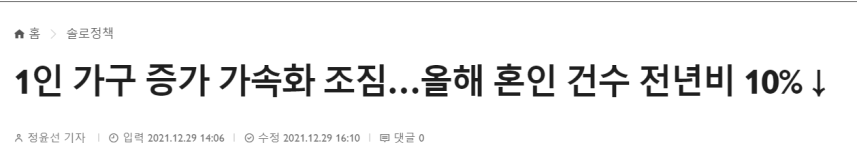 홈 > 솔로정책
1인 가구 증가 가속화 조짐…올해 혼인 건수 전년비 10%↓
정윤선 기자 | 입력 2021.12.29 14:06 | 수정 2021.12.29 16:10 | 댓글 0